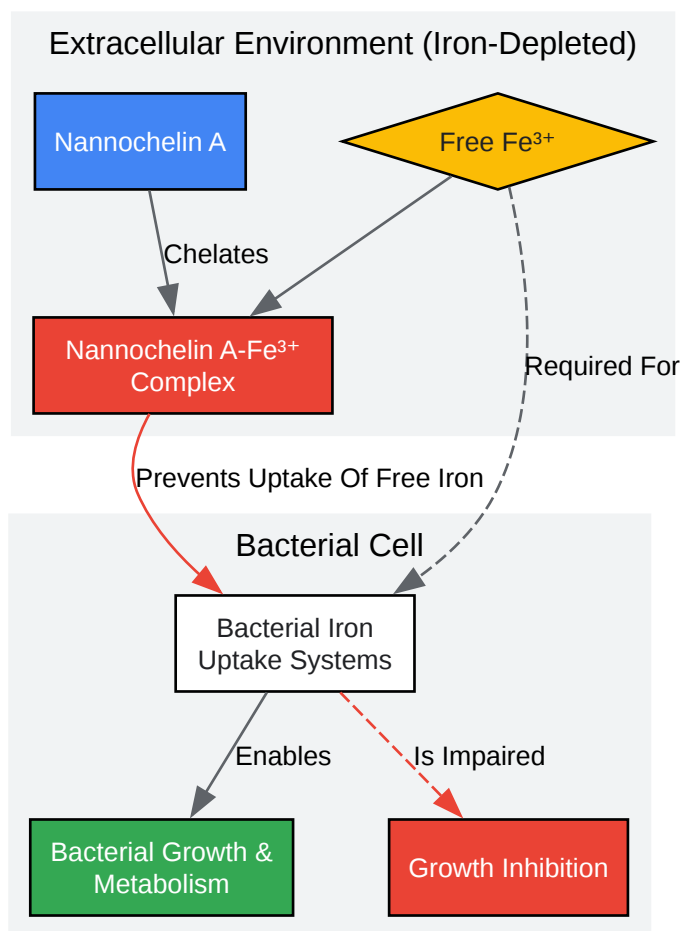 Extracellular Environment (Iron-Depleted)
Nannochelin A
Free Fe³⁺
Chelates
Nannochelin A-Fe³⁺
Complex
Required For
Prevents Uptake Of Free Iron
Bacterial Cell
Bacterial Iron
Uptake Systems
Enables
Is Impaired
Bacterial Growth &
Metabolism
Growth Inhibition